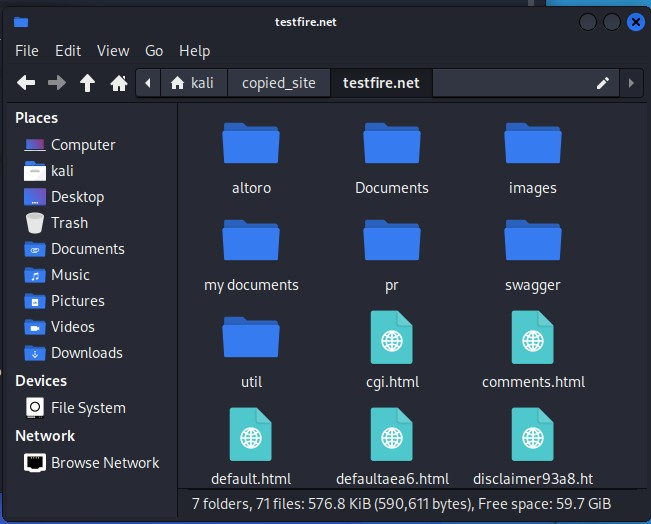 testfire.net
File Edit View Go Help
kali copied_site testfire.net
Places
Computer
kali
Desktop
Trash
Documents
Music
Pictures
Videos
Downloads
Devices
File System
Network
Browse Network
altoro Documents images
my documents pr swagger
util cgi.html comments.html
default.html defaultaea6.html disclaimer93a8.ht
7 folders, 71 files: 576.8 KiB (590,611 bytes), Free space: 59.7 GiB